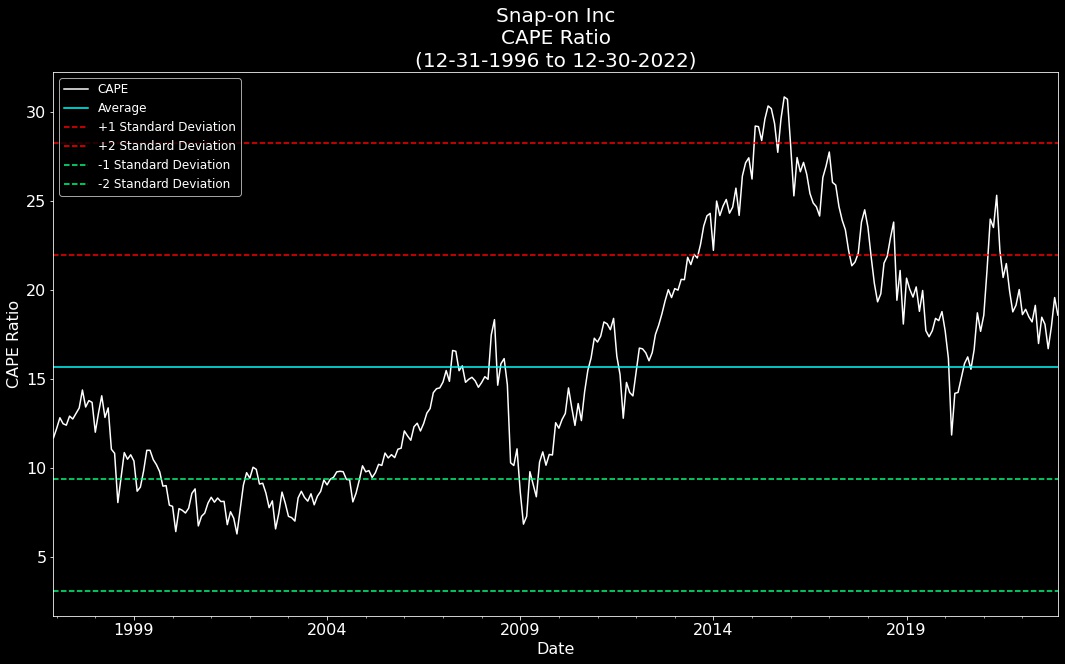 Snap-on Inc
CAPE Ratio
(12-31-1996 to 12-30-2022)
CAPE
Average
+1 Standard Deviation
+2 Standard Deviation
-1 Standard Deviation
-2 Standard Deviation
30
25
20
15
10
5
CAPE Ratio
1999 2004 2009 2014 2019
Date